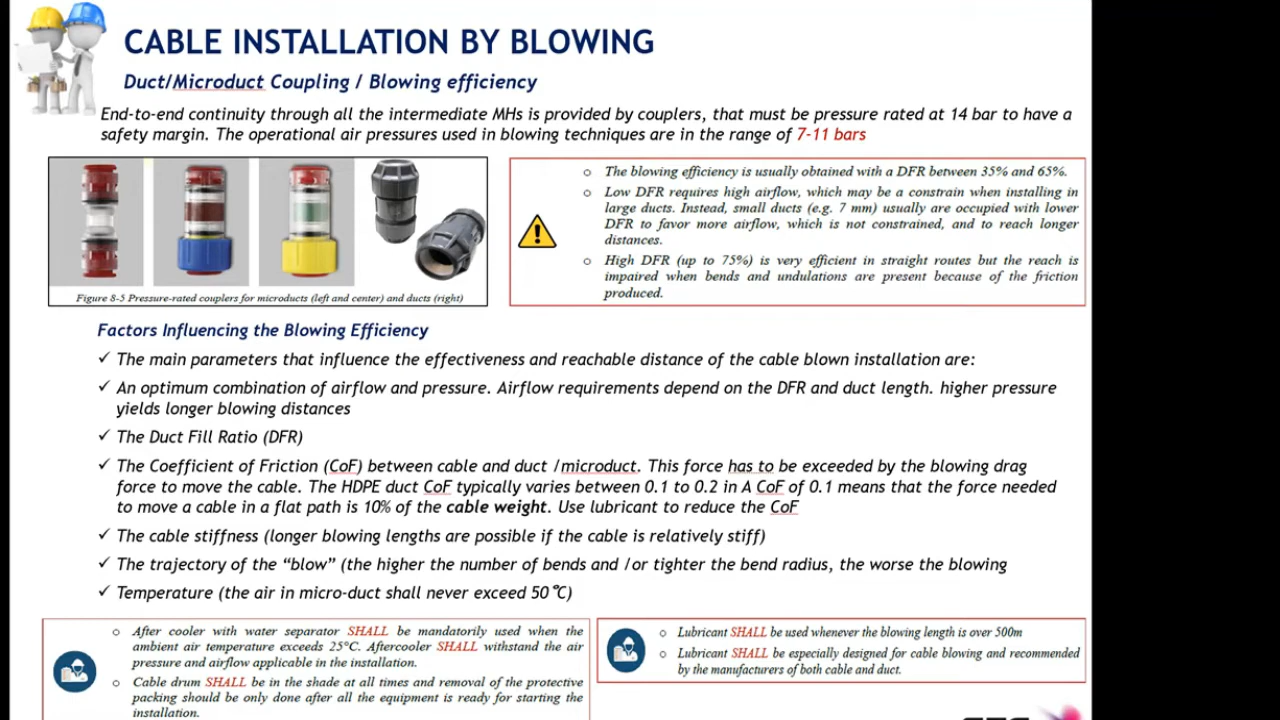 CABLE INSTALLATION BY BLOWING
Duct/Microduct Coupling / Blowing efficiency
End-to-end continuity through all the intermediate MHs is provided by couplers, that must be pressure rated at 14 bar to have a
safety margin. The operational air pressures used in blowing techniques are in the range of 7-11 bars
Figure 8-5 Pressure-rated couplers for microducts (left and center) and ducts (right)
o The blowing efficiency is usually obtained with a DFR between 35% and 65%.
o Low DFR requires high airflow, which may be a constrain when installing in
large ducts. Instead, small ducts (e.g. 7 mm) usually are occupied with lower
DFR to favor more airflow, which is not constrained, and to reach longer
distances.
o High DFR (up to 75%) is very efficient in straight routes but the reach is
impaired when bends and undulations are present because of the friction
produced.
Factors Influencing the Blowing Efficiency
✓ The main parameters that influence the effectiveness and reachable distance of the cable blown installation are:
✓ An optimum combination of airflow and pressure. Airflow requirements depend on the DFR and duct length. higher pressure
yields longer blowing distances
✓ The Duct Fill Ratio (DFR)
✓ The Coefficient of Friction (CoF) between cable and duct /microduct. This force has to be exceeded by the blowing drag
force to move the cable. The HDPE duct CoF typically varies between 0.1 to 0.2 in A CoF of 0.1 means that the force needed
to move a cable in a flat path is 10% of the cable weight. Use lubricant to reduce the CoF
✓ The cable stiffness (longer blowing lengths are possible if the cable is relatively stiff)
✓ The trajectory of the “blow” (the higher the number of bends and /or tighter the bend radius, the worse the blowing
✓ Temperature (the air in micro-duct shall never exceed 50℃)
o After cooler with water separator SHALL be mandatorily used when the
ambient air temperature exceeds 25°C. Aftercooler SHALL withstand the air
pressure and airflow applicable in the installation.
o Cable drum SHALL be in the shade at all times and removal of the protective
packing should be only done after all the equipment is ready for starting the
installation.
o Lubricant SHALL be used whenever the blowing length is over 500m
o Lubricant SHALL be especially designed for cable blowing and recommended
by the manufacturers of both cable and duct.